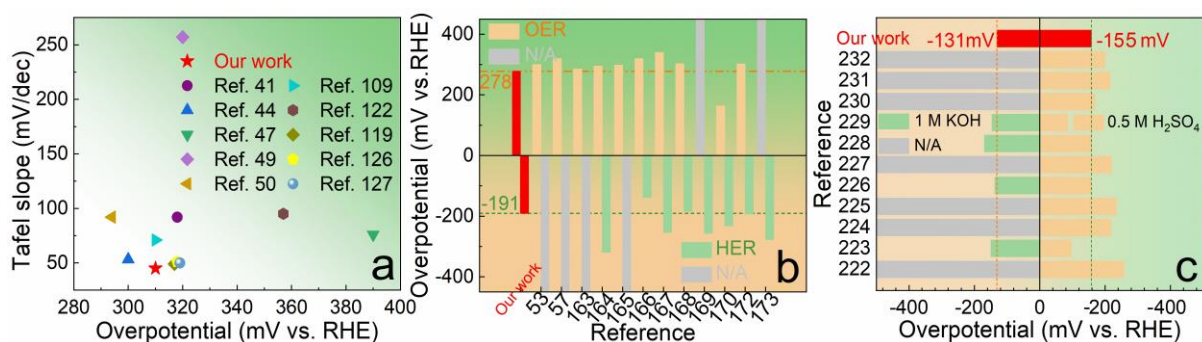 Tafel slope (mV/dec)
250
200
150
100
50
Our work
Ref. 41
Ref. 109
Ref. 44
Ref. 122
Ref. 47
Ref. 119
Ref. 49
Ref. 126
Ref. 50
Ref. 127
a
280 300 320 340 360 380 400
Overpotential (mV vs. RHE)
Overpotential (mV vs.RHE)
400
200
0
-200
-400
OER
N/A
278
-191
HER
N/A
b
Our work 53 57 163 164 165 166 167 168 169 170 172 173
Reference
Reference
Our work -131mV -155 mV
232
231
230
229 1 M KOH 0.5 M H2SO4
228 N/A
227
226
225
224
223
222
c
-400 -200 0 -200 -400
Overpotential (mV vs. RHE)